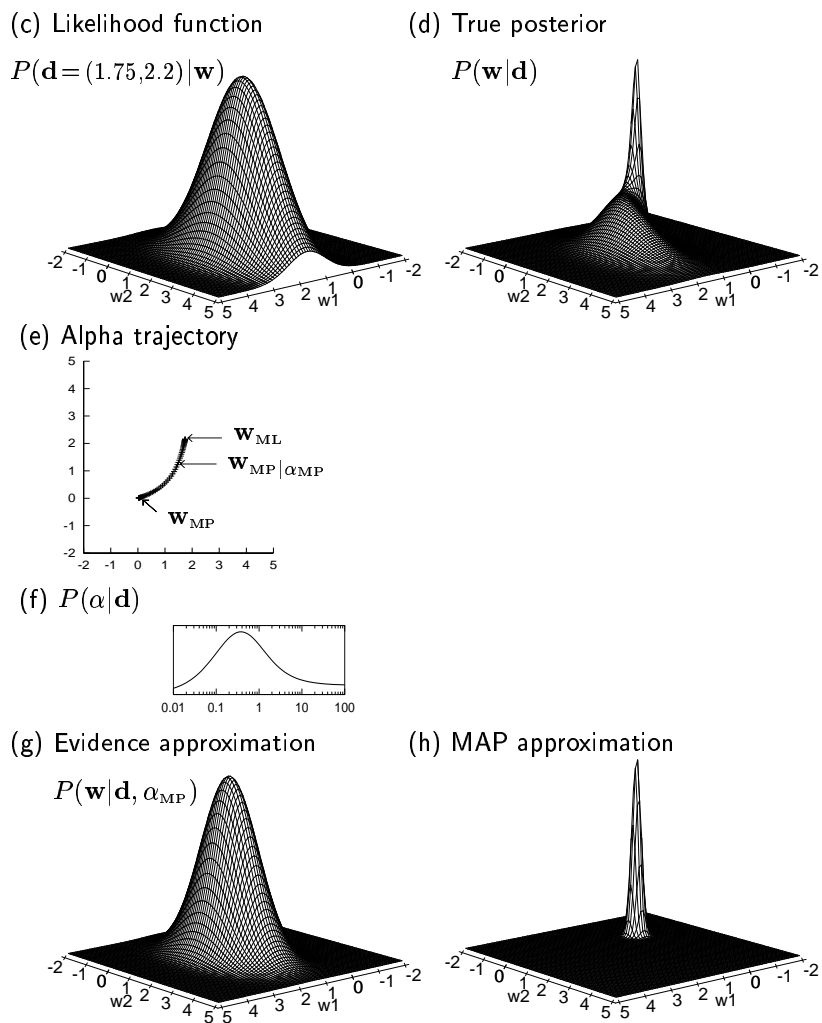 (c) Likelihood function
(d) True posterior
P(d=(1.75,2.2)|w)
P(w|d)
-2 -1 0 1 2 3 4 5
w2
5 4 3 2 1 0 -1 -2
w1
-2 -1 0 1 2 3 4 5
w2
5 4 3 2 1 0 -1 -2
w1
(e) Alpha trajectory
5
4
3
2
1
0
-1
-2
-2 -1 0 1 2 3 4 5
w_ML
w_MP|α_MP
w_MP
(f) P(α|d)
0.01 0.1 1 10 100
(g) Evidence approximation
(h) MAP approximation
P(w|d, α_MP)
-2 -1 0 1 2 3 4 5
w2
5 4 3 2 1 0 -1 -2
w1
-2 -1 0 1 2 3 4 5
w2
5 4 3 2 1 0 -1 -2
w1